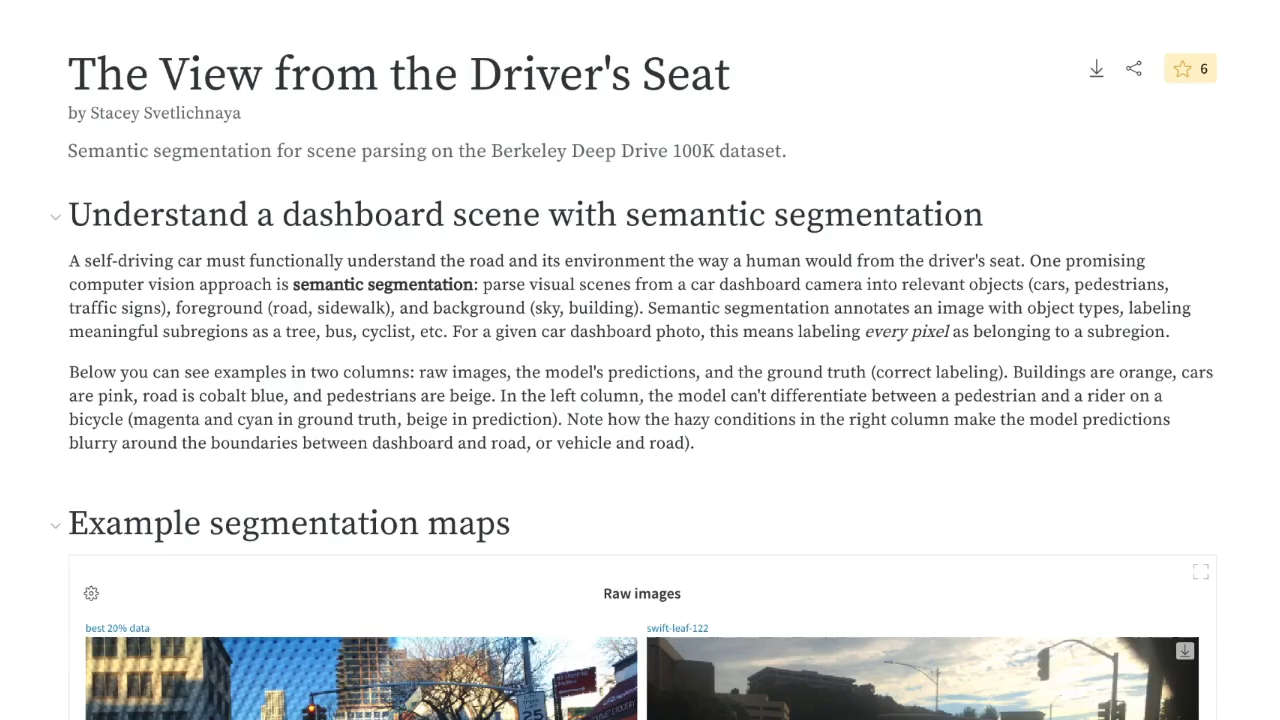 The View from the Driver's Seat
6
by Stacey Svetlichnaya
Semantic segmentation for scene parsing on the Berkeley Deep Drive 100K dataset.
Understand a dashboard scene with semantic segmentation
A self-driving car must functionally understand the road and its environment the way a human would from the driver's seat. One promising
computer vision approach is semantic segmentation: parse visual scenes from a car dashboard camera into relevant objects (cars, pedestrians,
traffic signs), foreground (road, sidewalk), and background (sky, building). Semantic segmentation annotates an image with object types, labeling
meaningful subregions as a tree, bus, cyclist, etc. For a given car dashboard photo, this means labeling every pixel as belonging to a subregion.
Below you can see examples in two columns: raw images, the model's predictions, and the ground truth (correct labeling). Buildings are orange, cars
are pink, road is cobalt blue, and pedestrians are beige. In the left column, the model can't differentiate between a pedestrian and a rider on a
bicycle (magenta and cyan in ground truth, beige in prediction). Note how the hazy conditions in the right column make the model predictions
blurry around the boundaries between dashboard and road, or vehicle and road).
Example segmentation maps
Raw images
best 20% data
swift-leaf-122
25